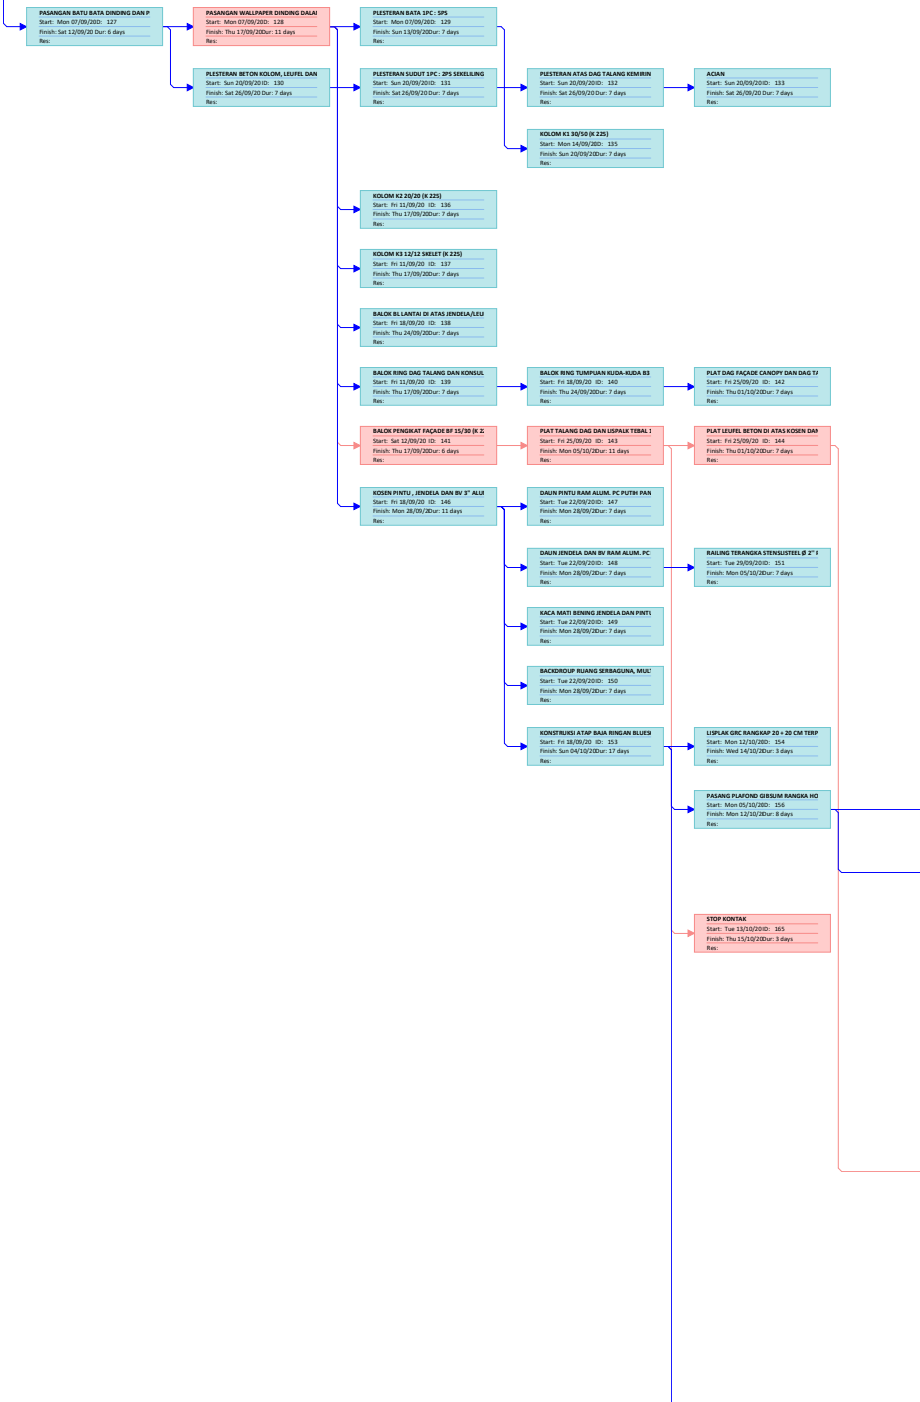 PASANGAN BATU BATA DINDING DAN P
Start: Mon 07/09/20ID: 127
Finish: Sat 12/09/20 Dur: 6 days
Res:
PASANGAN WALLPAPER DINDING DALAI
Start: Mon 07/09/20ID: 128
Finish: Thu 17/09/20Dur: 11 days
Res:
PLESTERAN BATA 1PC : 5PS
Start: Mon 07/09/20ID: 129
Finish: Sun 13/09/20Dur: 7 days
Res:
PLESTERAN BETON KOLOM, LEUFEL DAN
Start: Sun 20/09/20ID: 130
Finish: Sat 26/09/20 Dur: 7 days
Res:
PLESTERAN SUDUT 1PC : 2PS SEKELILING
Start: Sun 20/09/20ID: 131
Finish: Sat 26/09/20 Dur: 7 days
Res:
PLESTERAN ATAS DAG TALANG KEMIRIN
Start: Sun 20/09/20ID: 132
Finish: Sat 26/09/20 Dur: 7 days
Res:
ACIAN
Start: Sun 20/09/20ID: 133
Finish: Sat 26/09/20 Dur: 7 days
Res:
KOLOM K1 30/50 (K 225)
Start: Mon 14/09/20ID: 135
Finish: Sun 20/09/20Dur: 7 days
Res:
KOLOM K2 20/20 (K 225)
Start: Fri 11/09/20 ID: 136
Finish: Thu 17/09/20Dur: 7 days
Res:
KOLOM K3 12/12 SKELET (K 225)
Start: Fri 11/09/20 ID: 137
Finish: Thu 17/09/20Dur: 7 days
Res:
BALOK BL LANTAI DI ATAS JENDELA/LEU
Start: Fri 18/09/20 ID: 138
Finish: Thu 24/09/20Dur: 7 days
Res:
BALOK RING DAG TALANG DAN KONSUL
Start: Fri 11/09/20 ID: 139
Finish: Thu 17/09/20Dur: 7 days
Res:
BALOK RING TUMPUAN KUDA-KUDA B3
Start: Fri 18/09/20 ID: 140
Finish: Thu 24/09/20Dur: 7 days
Res:
PLAT DAG FAÇADE CANOPY DAN DAG TA
Start: Fri 25/09/20 ID: 142
Finish: Thu 01/10/20Dur: 7 days
Res:
BALOK PENGIKAT FAÇADE BF 15/30 (K 22
Start: Sat 12/09/20 ID: 141
Finish: Thu 17/09/20Dur: 6 days
Res:
PLAT TALANG DAG DAN LISPALK TEBAL 1
Start: Fri 25/09/20 ID: 143
Finish: Mon 05/10/20Dur: 11 days
Res:
PLAT LEUFEL BETON DI ATAS KOSEN DAN
Start: Fri 25/09/20 ID: 144
Finish: Thu 01/10/20Dur: 7 days
Res:
KOSEN PINTU , JENDELA DAN BV 3" ALUI
Start: Fri 18/09/20 ID: 146
Finish: Mon 28/09/20Dur: 11 days
Res:
DAUN PINTU RAM ALUM. PC PUTIH PAN
Start: Tue 22/09/20ID: 147
Finish: Mon 28/09/20Dur: 7 days
Res:
DAUN JENDELA DAN BV RAM ALUM. PC
Start: Tue 22/09/20ID: 148
Finish: Mon 28/09/20Dur: 7 days
Res:
RAILING TERANGKA STENSLISTEEL Ø 2"
Start: Tue 29/09/20ID: 151
Finish: Mon 05/10/20Dur: 7 days
Res:
KACA MATI BENING JENDELA DAN PINTU
Start: Tue 22/09/20ID: 149
Finish: Mon 28/09/20Dur: 7 days
Res:
BACKDROUP RUANG SERBAGUNA, MULT
Start: Tue 22/09/20ID: 150
Finish: Mon 28/09/20Dur: 7 days
Res:
KONSTRUKSI ATAP BAJA RINGAN BLUES
Start: Fri 18/09/20 ID: 153
Finish: Sun 04/10/20Dur: 17 days
Res:
LISPLAK GRC RANGKAP 20 + 20 CM TERP
Start: Mon 12/10/20ID: 154
Finish: Wed 14/10/20Dur: 3 days
Res:
PASANG PLAFOND GIBSUM RANGKA HO
Start: Mon 05/10/20ID: 156
Finish: Mon 12/10/20Dur: 8 days
Res:
STOP KONTAK
Start: Tue 13/10/20ID: 165
Finish: Thu 15/10/20Dur: 3 days
Res: